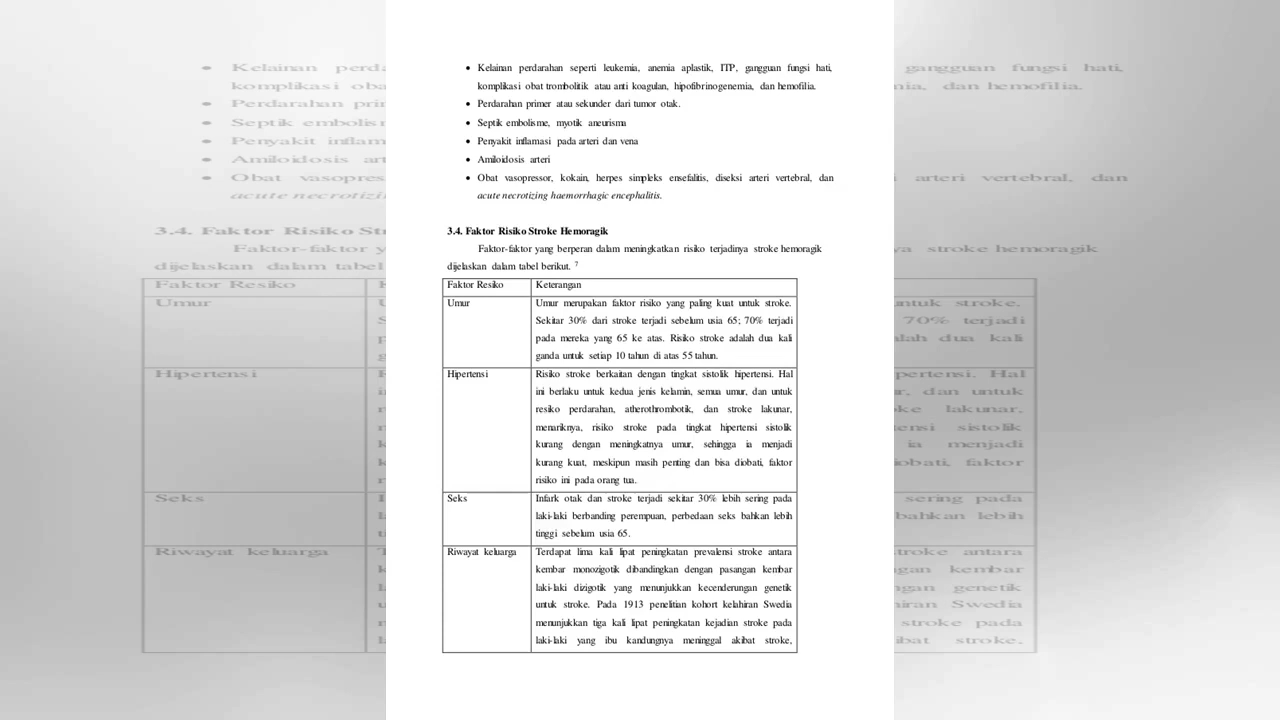 • Kelainan perdarahan seperti leukemia, anemia aplastik, ITP, gangguan fungsi hati,
komplikasi obat trombolitik atau anti koagulan, hipofibrinogenemia, dan hemofilia.
• Perdarahan primer atau sekunder dari tumor otak.
• Septik embolisme, myotik aneurisma
• Penyakit inflamasi pada arteri dan vena
• Amiloidosis arteri
• Obat vasopressor, kokain, herpes simpleks ensefalitis, diseksi arteri vertebral, dan
acute necrotizing haemorrhagic encephalitis.
3.4. Faktor Risiko Stroke Hemoragik
Faktor-faktor yang berperan dalam meningkatkan risiko terjadinya stroke hemoragik
dijelaskan dalam tabel berikut. 7
Faktor Resiko Keterangan
Umur Umur merupakan faktor risiko yang paling kuat untuk stroke.
Sekitar 30% dari stroke terjadi sebelum usia 65; 70% terjadi
pada mereka yang 65 ke atas. Risiko stroke adalah dua kali
ganda untuk setiap 10 tahun di atas 55 tahun.
Hipertensi Risiko stroke berkaitan dengan tingkat sistolik hipertensi. Hal
ini berlaku untuk kedua jenis kelamin, semua umur, dan untuk
resiko perdarahan, atherothrombotik, dan stroke lakunar,
menariknya, risiko stroke pada tingkat hipertensi sistolik
kurang dengan meningkatnya umur, sehingga ia menjadi
kurang kuat, meskipun masih penting dan bisa diobati, faktor
risiko ini pada orang tua.
Seks Infark otak dan stroke terjadi sekitar 30% lebih sering pada
laki-laki berbanding perempuan, perbedaan seks bahkan lebih
tinggi sebelum usia 65.
Riwayat keluarga Terdapat lima kali lipat peningkatan prevalensi stroke antara
kembar monozigotik dibandingkan dengan pasangan kembar
laki-laki dizigotik yang menunjukkan kecenderungan genetik
untuk stroke. Pada 1913 penelitian kohort kelahiran Swedia
menunjukkan tiga kali lipat peningkatan kejadian stroke pada
laki-laki yang ibu kandungnya meninggal akibat stroke,